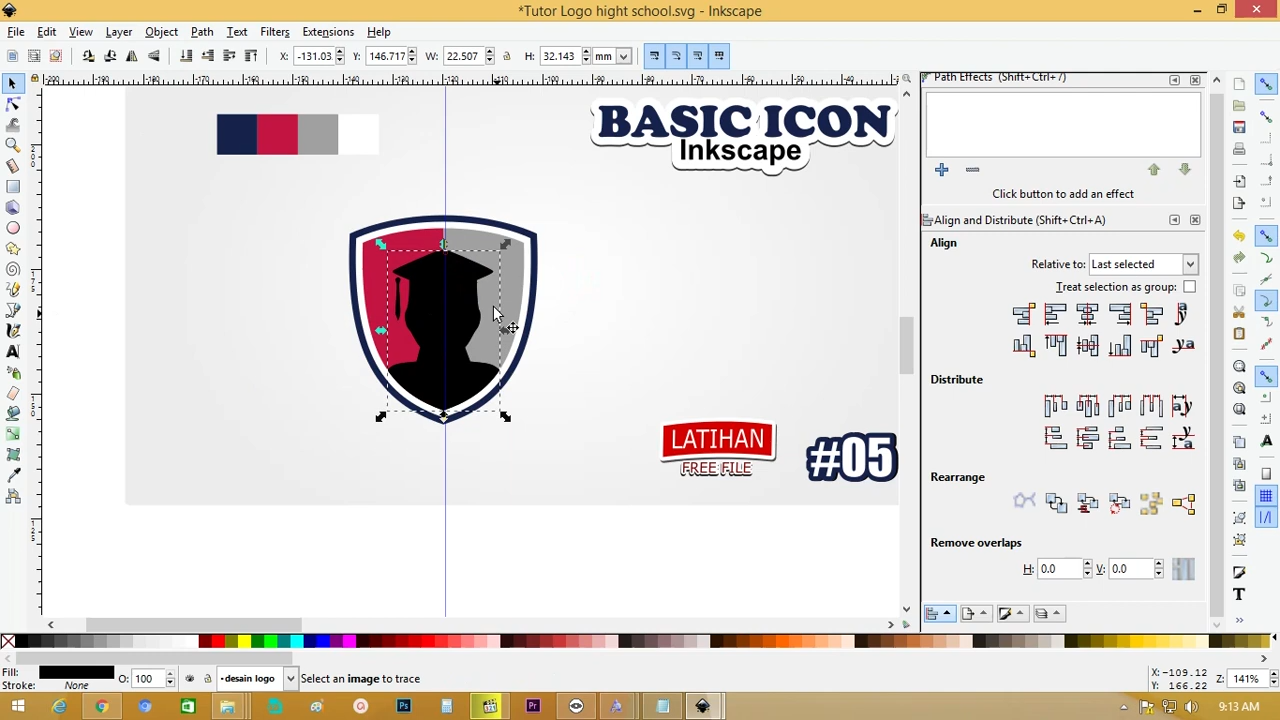 *Tutor Logo hight school.svg - Inkscape
File Edit View Layer Object Path Text Filters Extensions Help
X: -131.03 Y: 146.717 W: 22.507 H: 32.143 mm
Path Effects (Shift+Ctrl+7)
Click button to add an effect
Align and Distribute (Shift+Ctrl+A)
Align
Relative to: Last selected
Treat selection as group:
Distribute
Rearrange
Remove overlaps
H: 0.0 V: 0.0
BASIC ICON
Inkscape
LATIHAN
FREE FILE
#05
Fill:
Stroke: None
O: 100
•desain logo
Select an image to trace
X: -109.12
Y: 166.22
Z: 141%
9:13 AM